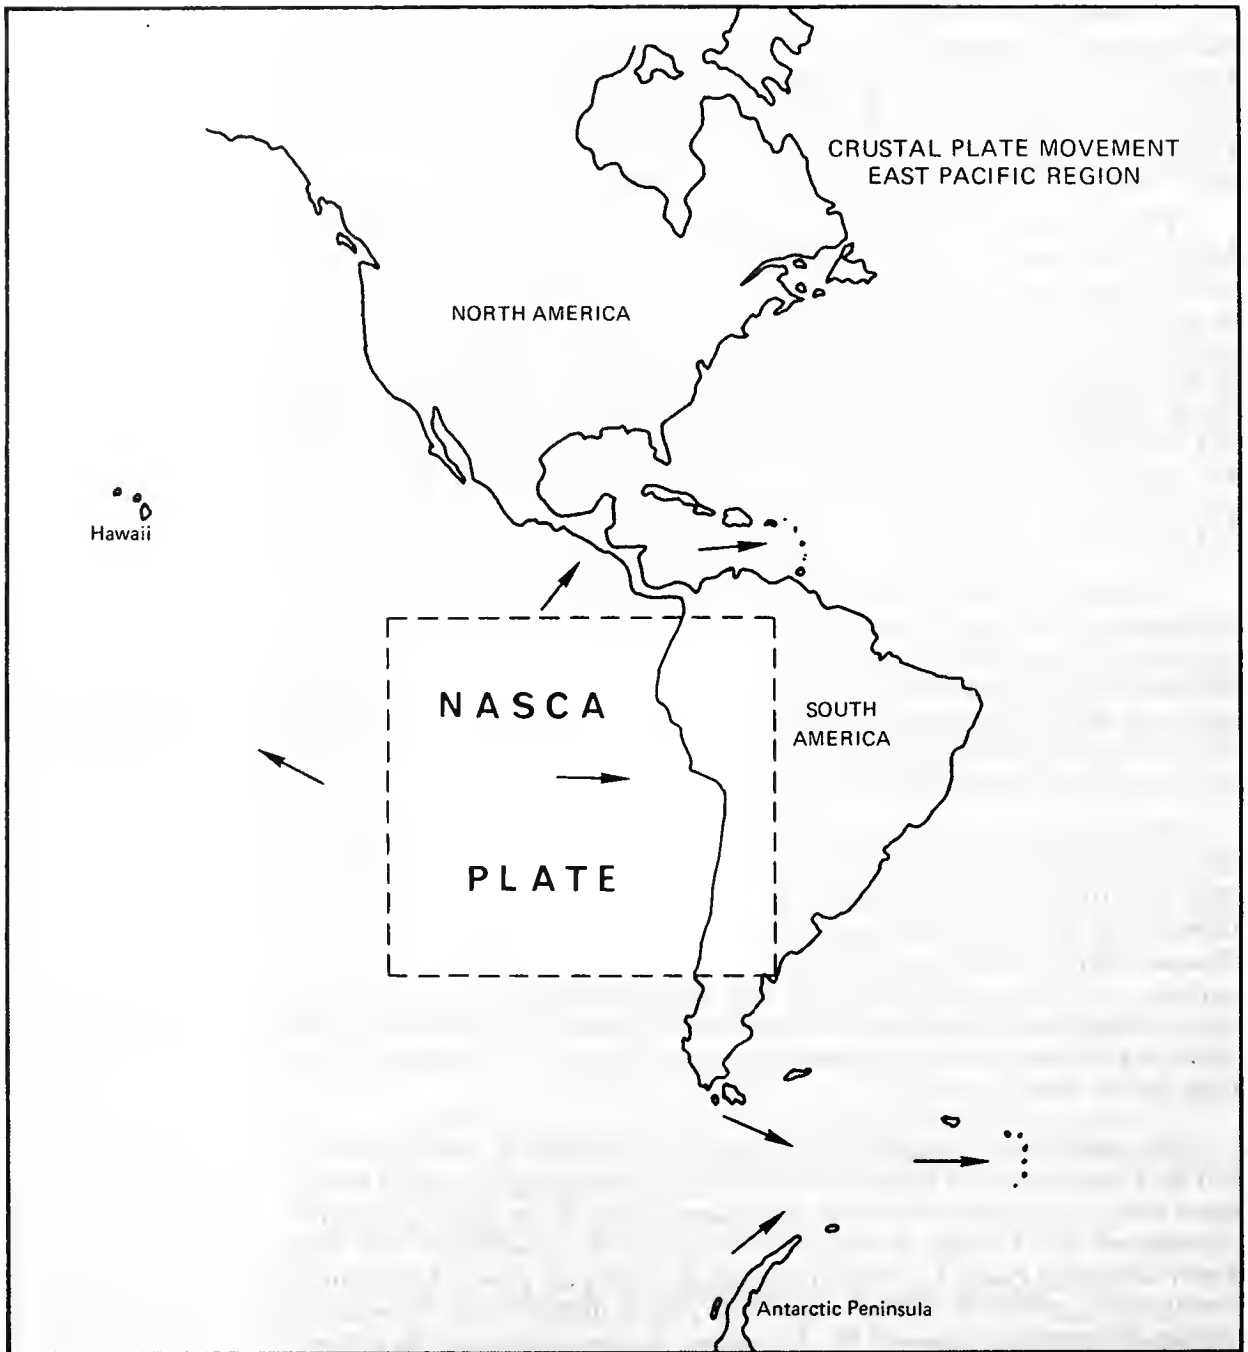 CRUSTAL PLATE MOVEMENT
EAST PACIFIC REGION
NORTH AMERICA
Hawaii
NASCA
SOUTH
AMERICA
PLATE
Antarctic Peninsula